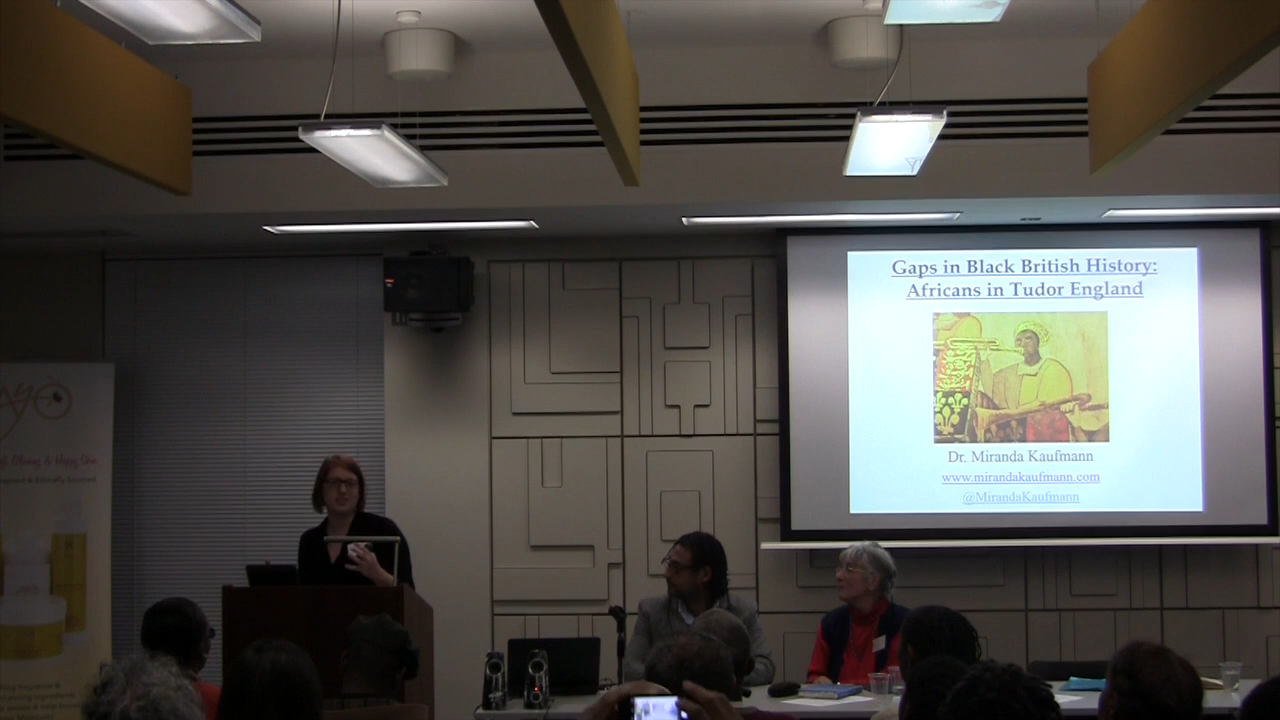 Gaps in Black British History:
Africans in Tudor England
Dr. Miranda Kaufmann
www.mirandakaufmann.com
@MirandaKaufmann